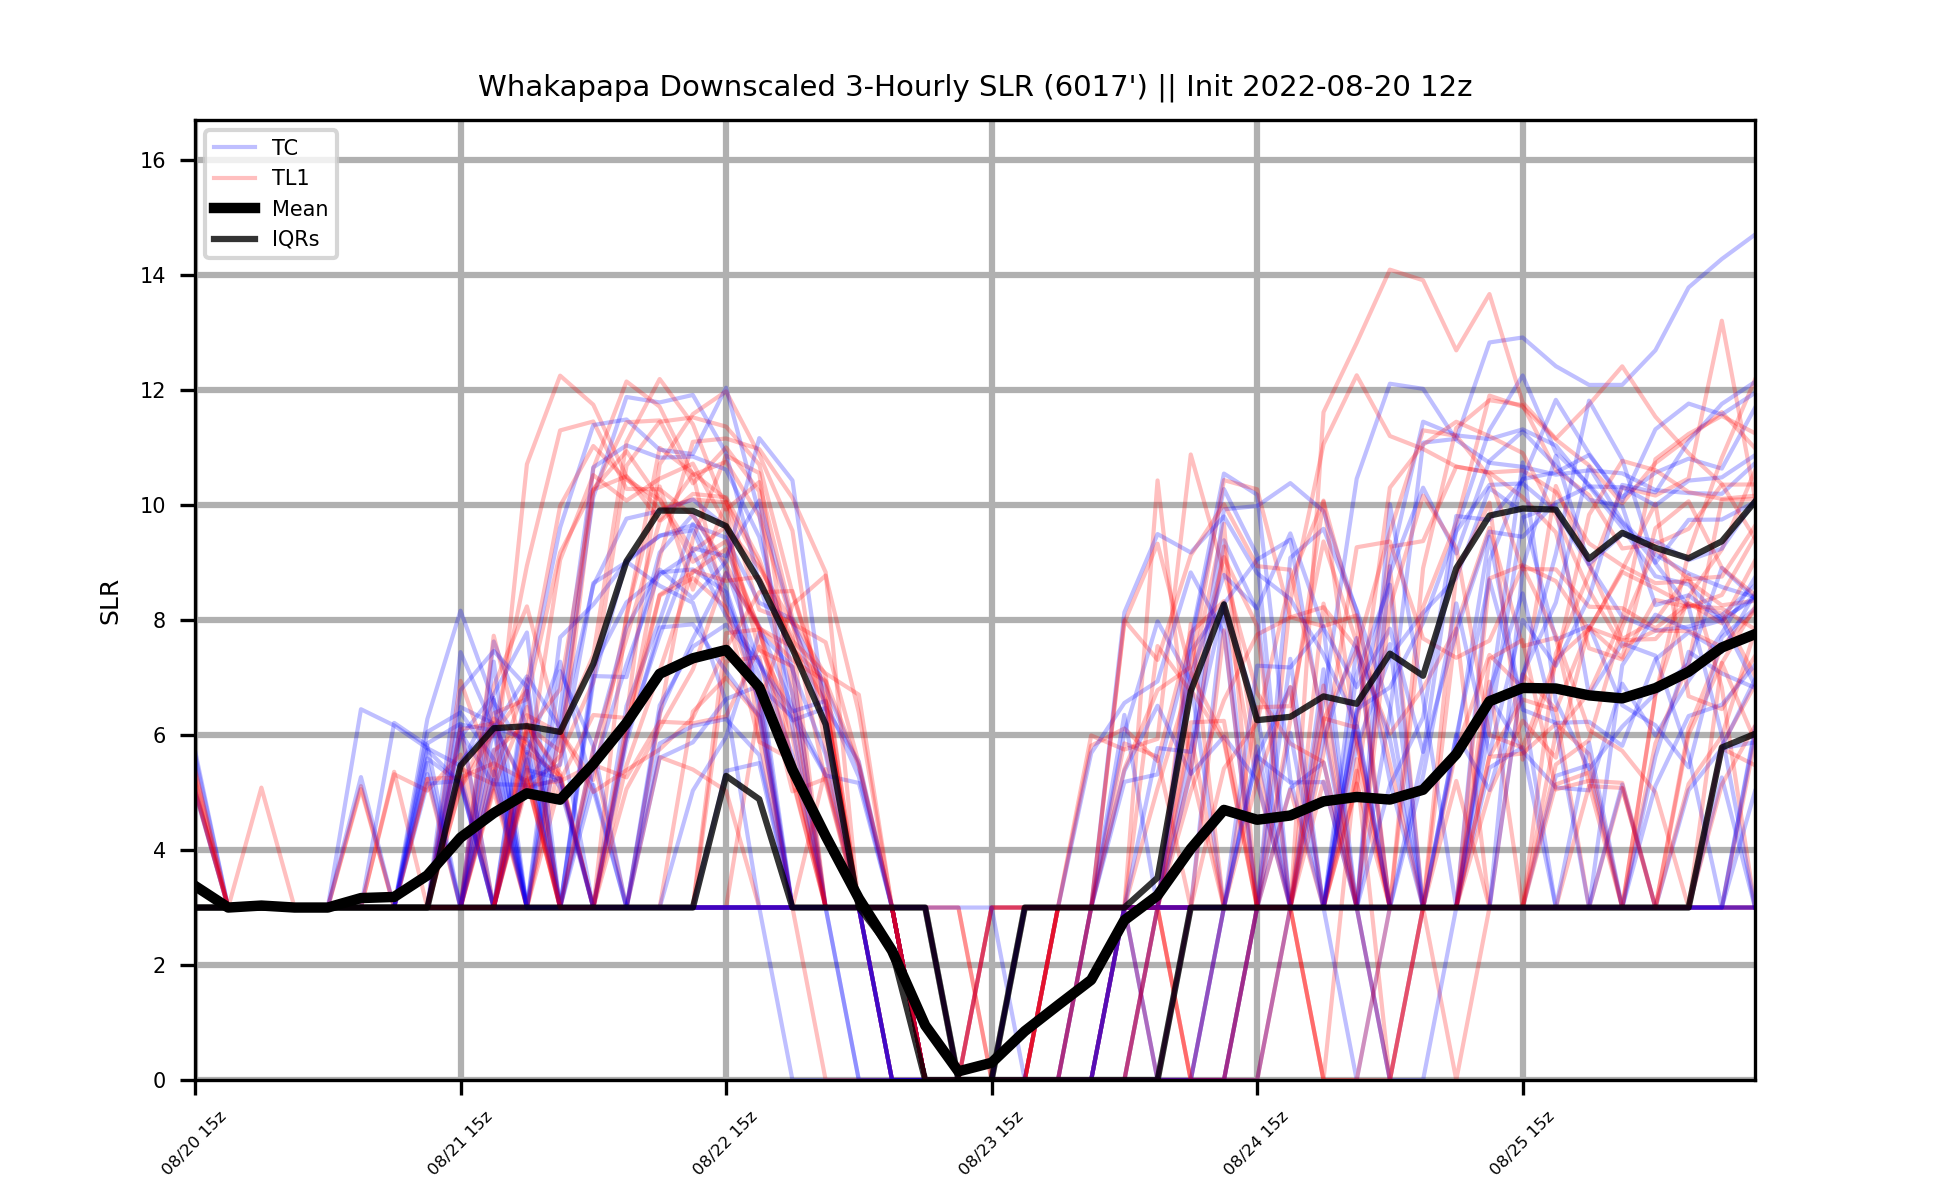 Whakapapa Downscaled 3-Hourly SLR (6017') || Init 2022-08-20 12z
TC
TL1
Mean
IQRs
16
14
12
10
8
6
4
2
0
SLR
08/20 15z
08/21 15z
08/22 15z
08/23 15z
08/24 15z
08/25 15z